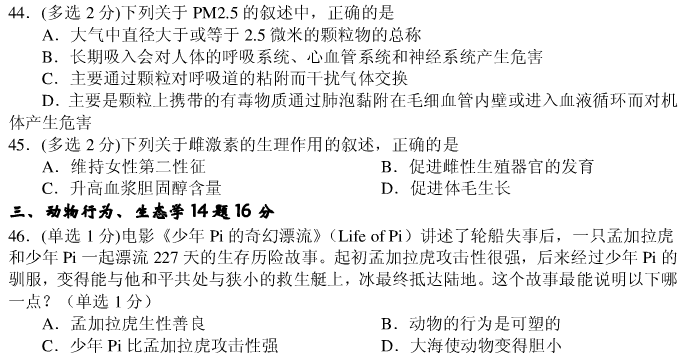 44．(多选 2 分)下列关于 PM2.5 的叙述中，正确的是
A．大气中直径大于或等于 2.5 微米的颗粒物的总称
B．长期吸入会对人体的呼吸系统、心血管系统和神经系统产生危害
C．主要通过颗粒对呼吸道的粘附而干扰气体交换
D．主要是颗粒上携带的有毒物质通过肺泡黏附在毛细血管内壁或进入血液循环而对机
体产生危害
45．(多选 2 分)下列关于雌激素的生理作用的叙述，正确的是
A．维持女性第二性征 B．促进雌性生殖器官的发育
C．升高血浆胆固醇含量 D．促进体毛生长
三、动物行为、生态学 14 题 16 分
46．(单选 1 分)电影《少年 Pi 的奇幻漂流》（Life of Pi）讲述了轮船失事后，一只孟加拉虎
和少年 Pi 一起漂流 227 天的生存历险故事。起初孟加拉虎攻击性很强，后来经过少年 Pi 的
驯服，变得能与他和平共处与狭小的救生艇上，冰最终抵达陆地。这个故事最能说明以下哪
一点？（单选 1 分）
A．孟加拉虎生性善良 B．动物的行为是可塑的
C．少年 Pi 比孟加拉虎攻击性强 D．大海使动物变得胆小